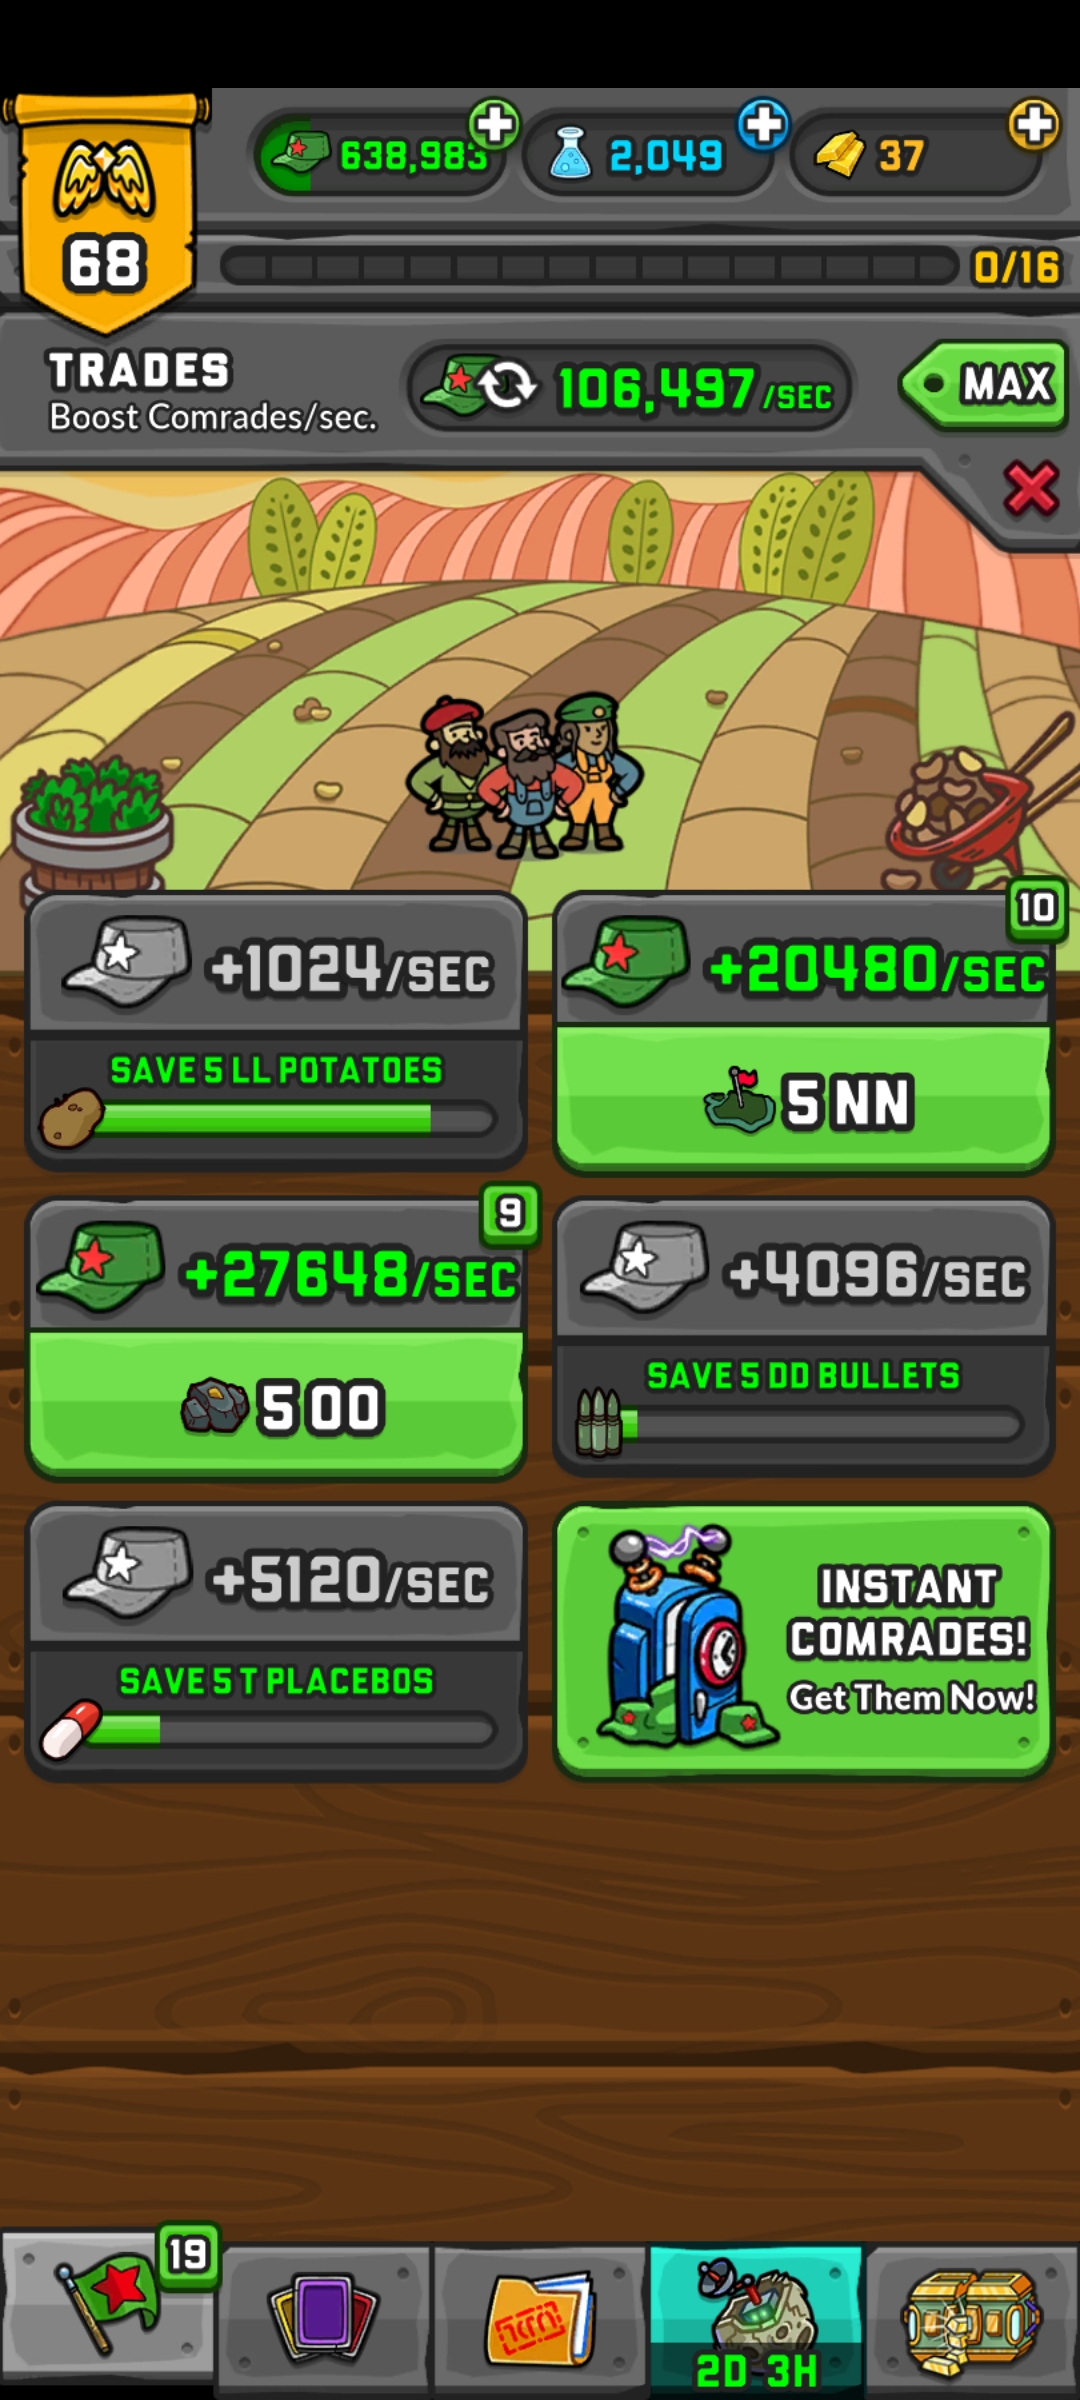 638,983
2,049
37
68
0/16
TRADES
Boost Comrades/sec.
106,497/SEC
MAX
+1024/SEC
SAVE 5 LL POTATOES
10
+20480/SEC
5 NN
9
+27648/SEC
5 OO
+4096/SEC
SAVE 5 DD BULLETS
+5120/SEC
SAVE 5 T PLACEBOS
INSTANT
COMRADES!
Get Them Now!
19
2D 3H